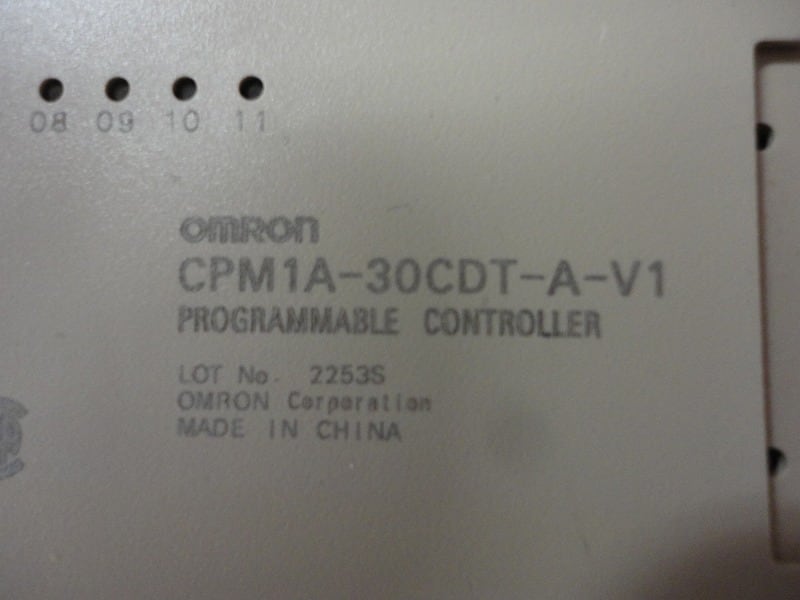 08 09 10 11
OMRON
CPM1A-30CDT-A-V1
PROGRAMMABLE CONTROLLER
LOT No. 2253S
OMRON Corporation
MADE IN CHINA